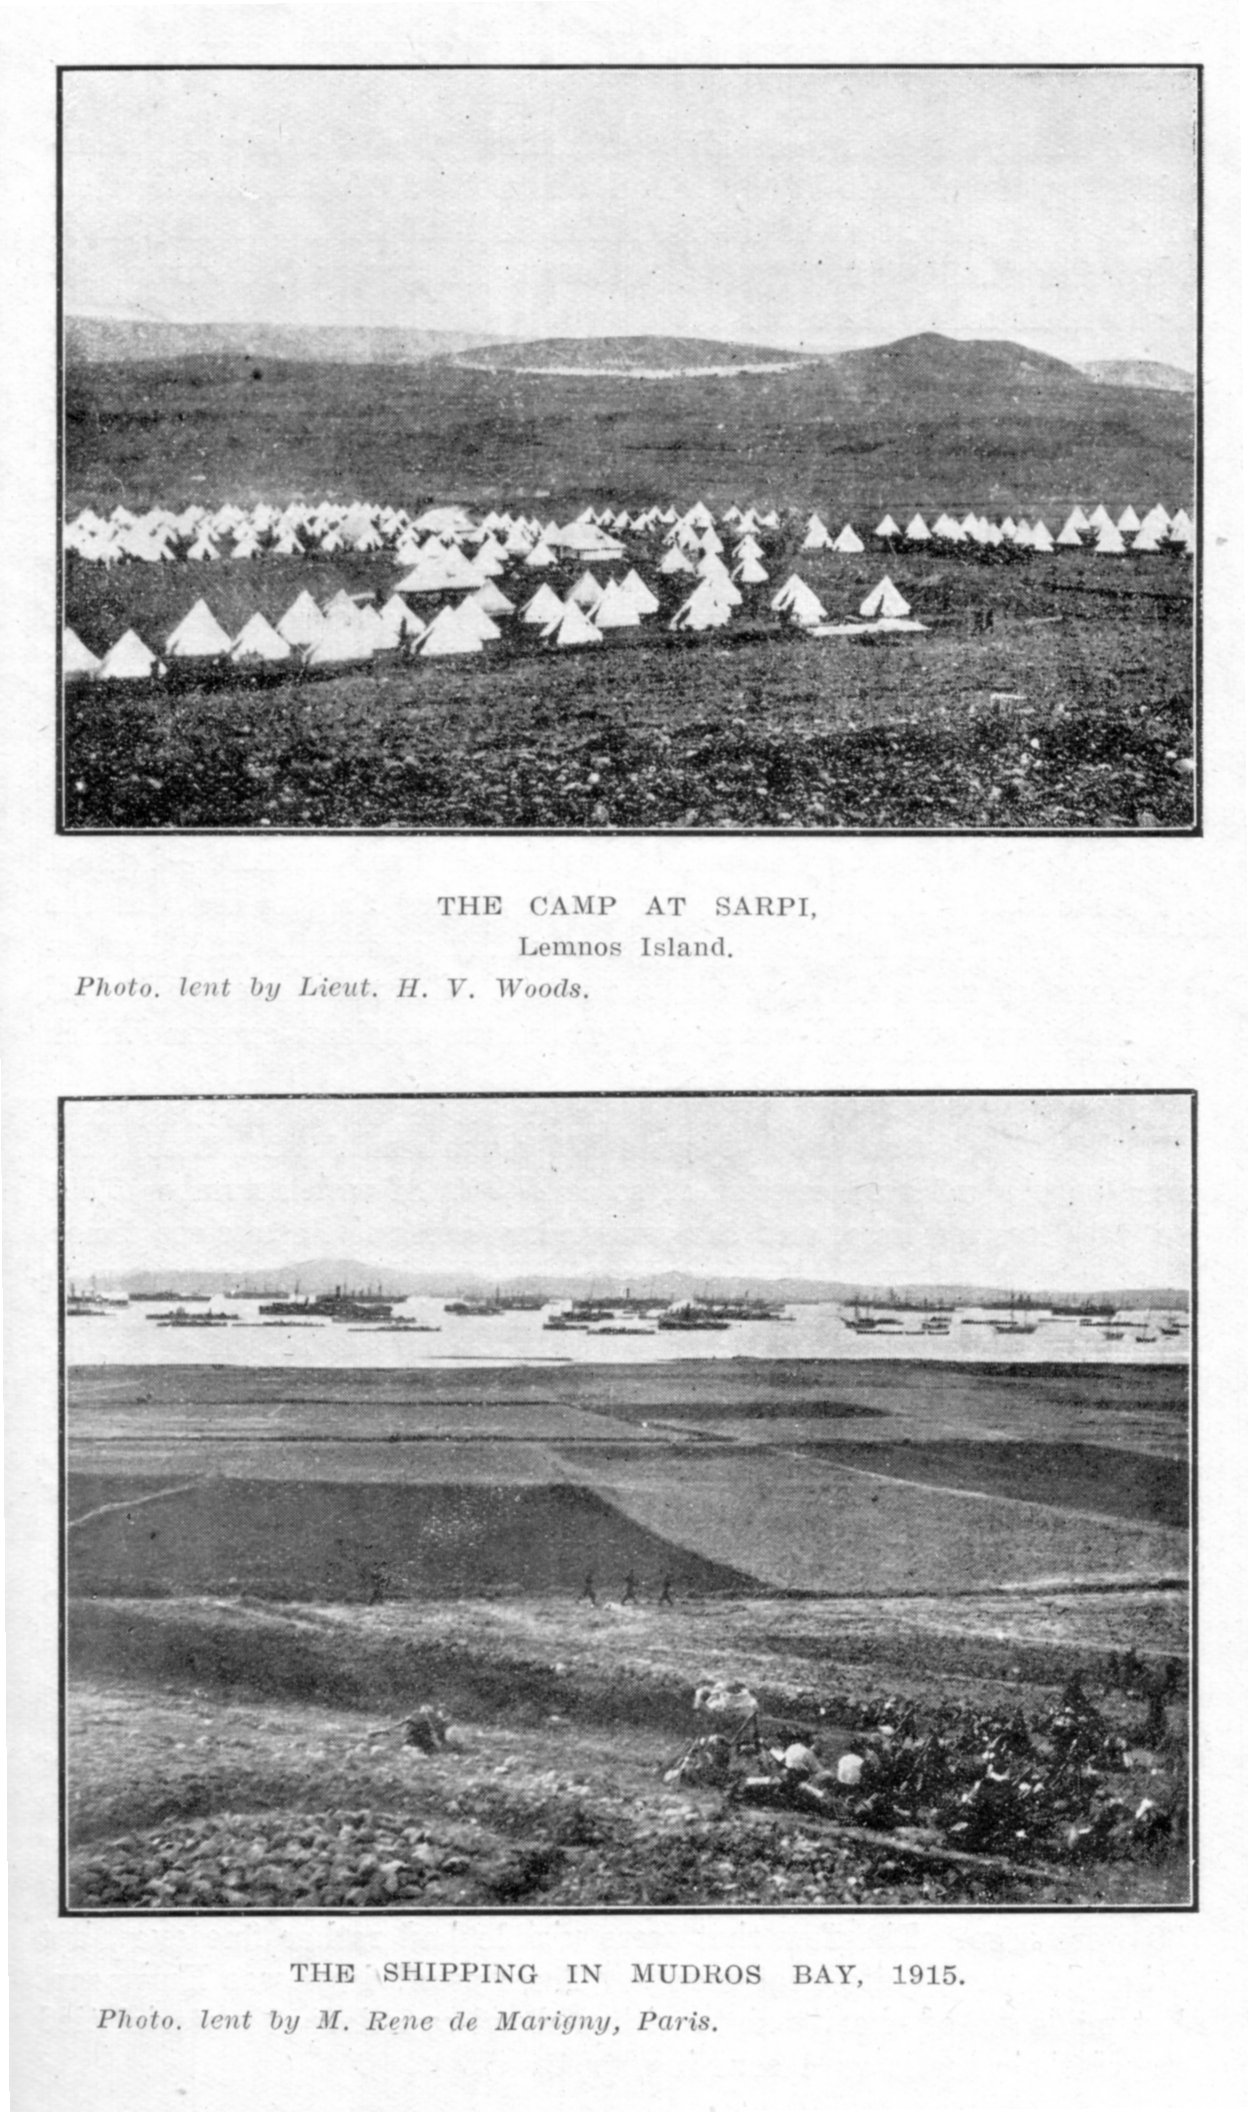 THE CAMP AT SARPI,
Lemnos Island.
Photo. lent by Lieut. H. V. Woods.
THE SHIPPING IN MUDROS BAY, 1915.
Photo. lent by M. Rene de Marigny, Paris.